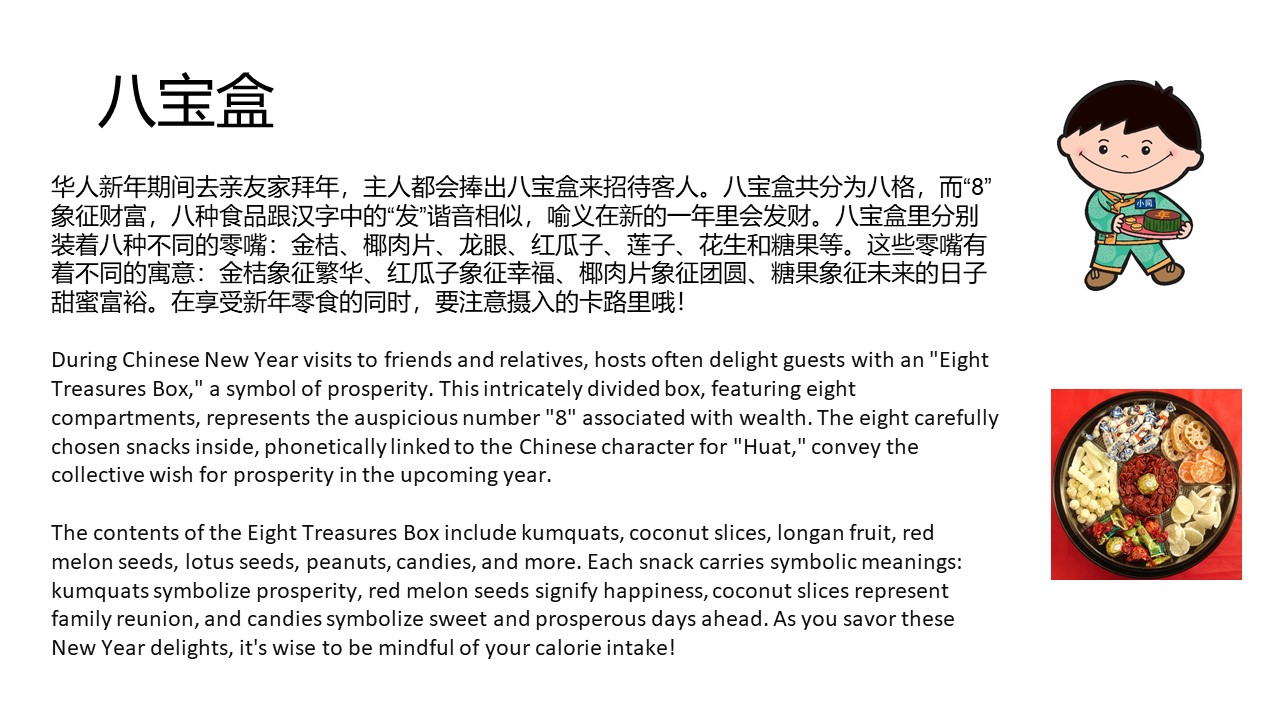 八宝盒
华人新年期间去亲友家拜年，主人都会捧出八宝盒来招待客人。八宝盒共分为八格，而“8”
象征财富，八种食品跟汉字中的“发”谐音相似，喻义在新的一年里会发财。八宝盒里分别
装着八种不同的零嘴：金桔、椰肉片、龙眼、红瓜子、莲子、花生和糖果等。这些零嘴有
着不同的寓意：金桔象征繁华、红瓜子象征幸福、椰肉片象征团圆、糖果象征未来的日子
甜蜜富裕。在享受新年零食的同时，要注意摄入的卡路里哦！
During Chinese New Year visits to friends and relatives, hosts often delight guests with an "Eight
Treasures Box," a symbol of prosperity. This intricately divided box, featuring eight
compartments, represents the auspicious number "8" associated with wealth. The eight carefully
chosen snacks inside, phonetically linked to the Chinese character for "Huat," convey the
collective wish for prosperity in the upcoming year.
The contents of the Eight Treasures Box include kumquats, coconut slices, longan fruit, red
melon seeds, lotus seeds, peanuts, candies, and more. Each snack carries symbolic meanings:
kumquats symbolize prosperity, red melon seeds signify happiness, coconut slices represent
family reunion, and candies symbolize sweet and prosperous days ahead. As you savor these
New Year delights, it's wise to be mindful of your calorie intake!